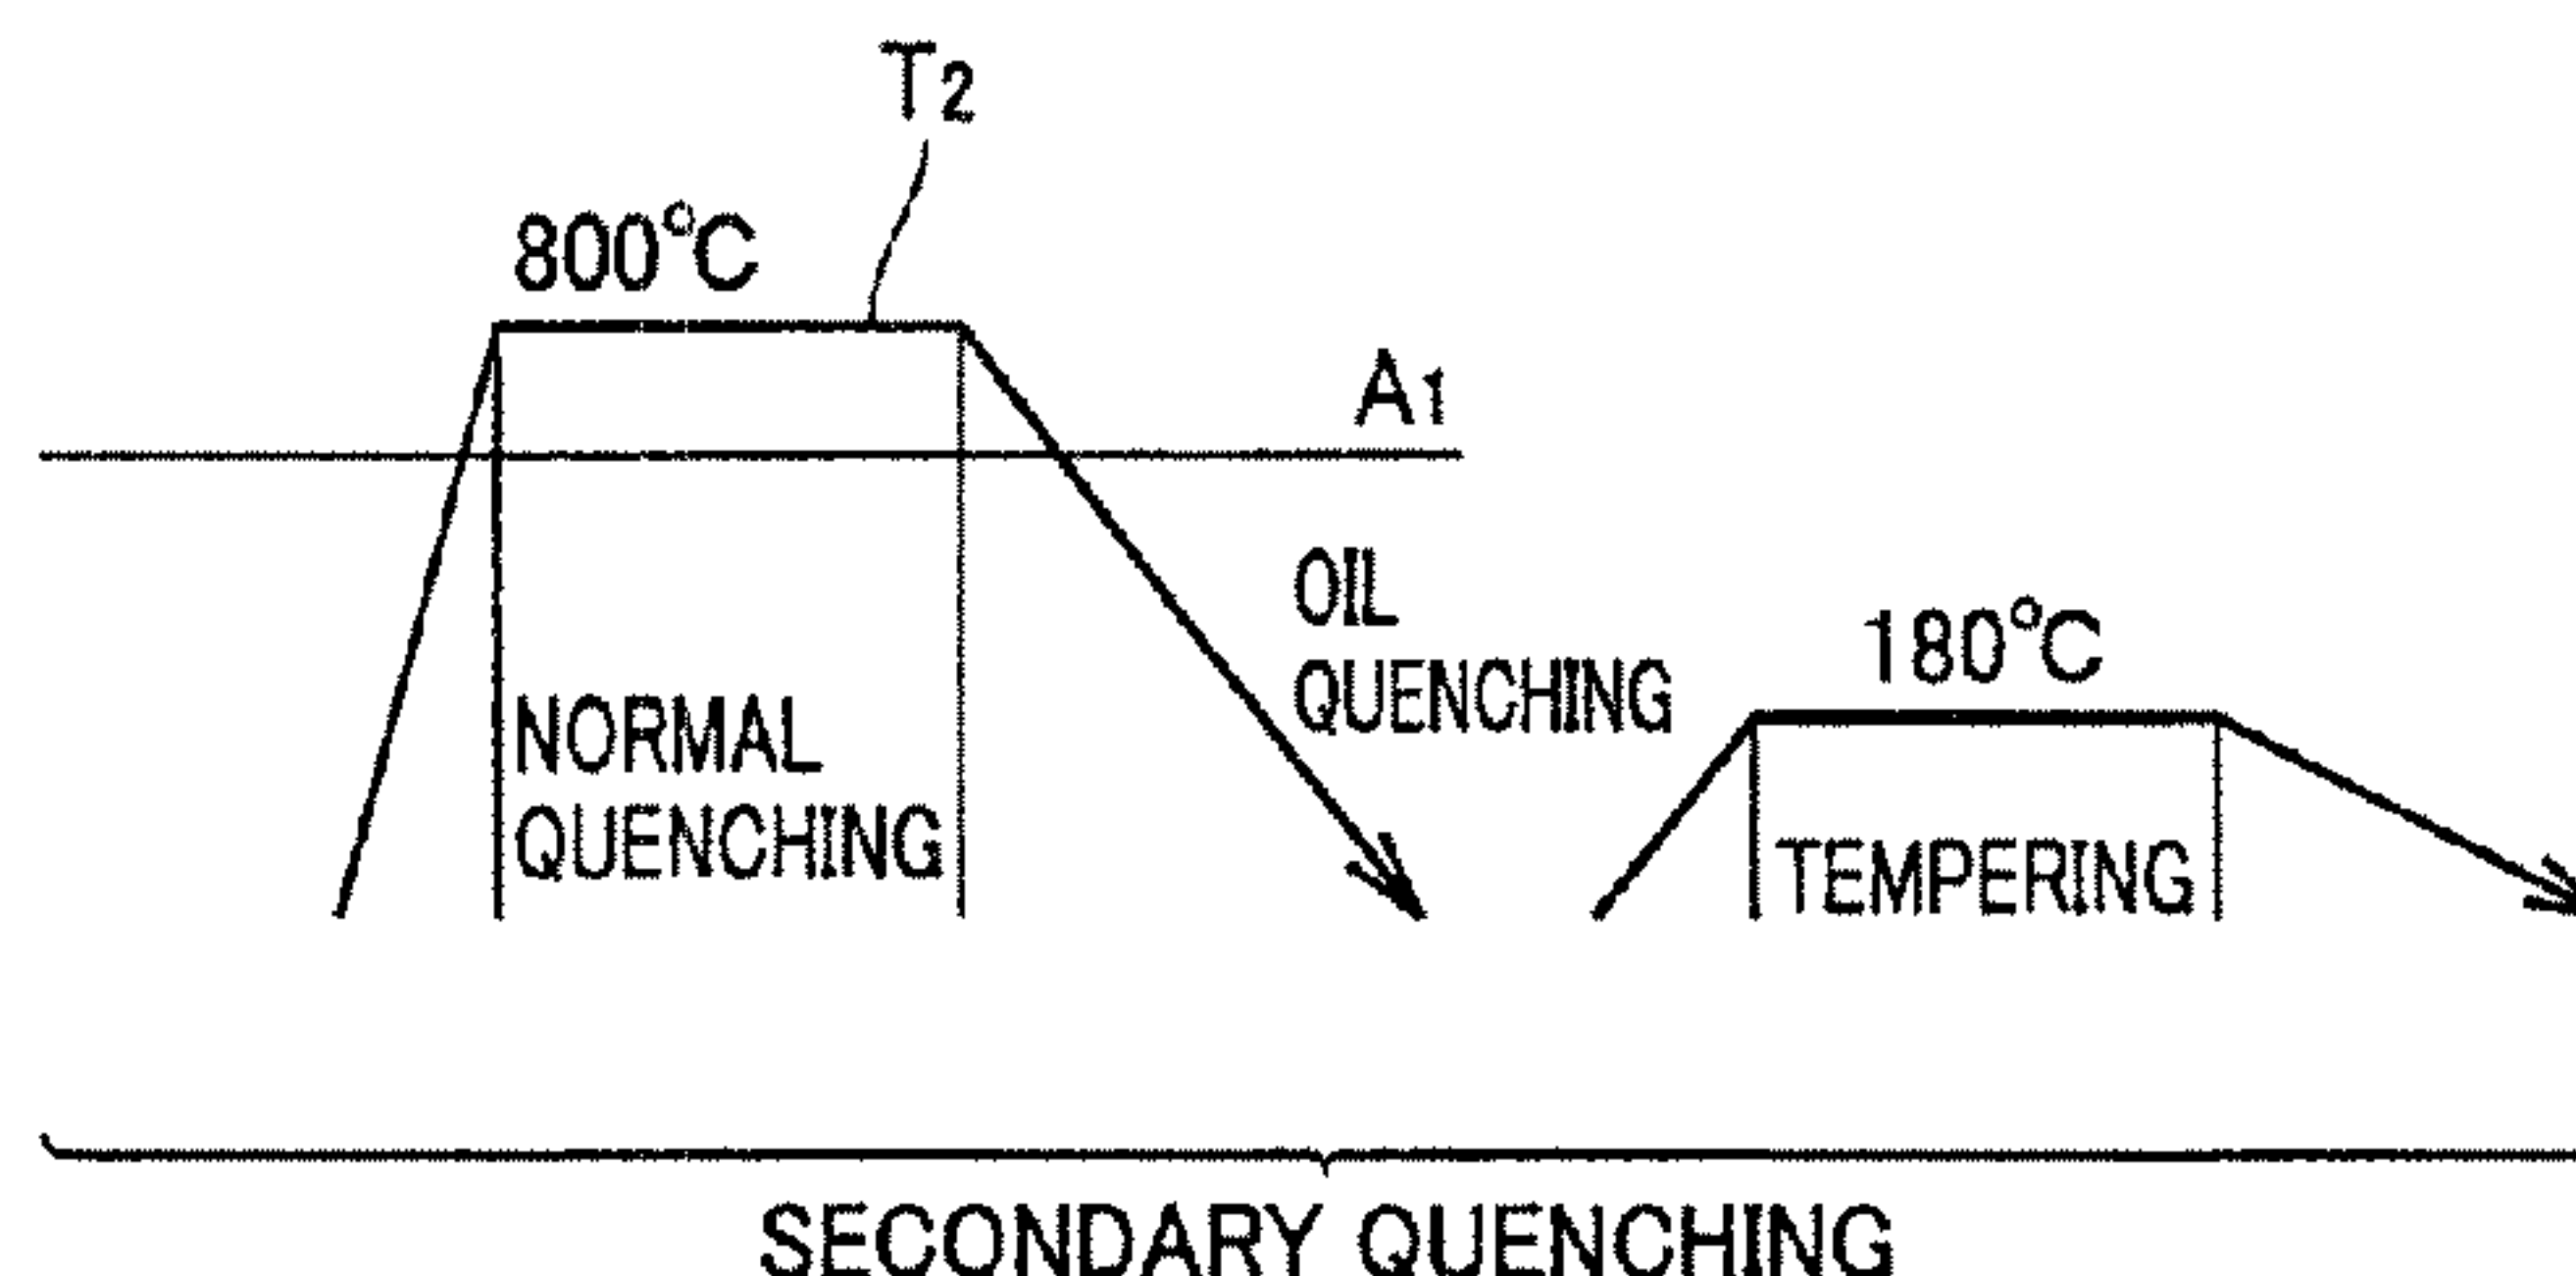 T2
800°C
A1
OIL
QUENCHING
180°C
NORMAL
QUENCHING
TEMPERING
SECONDARY QUENCHING